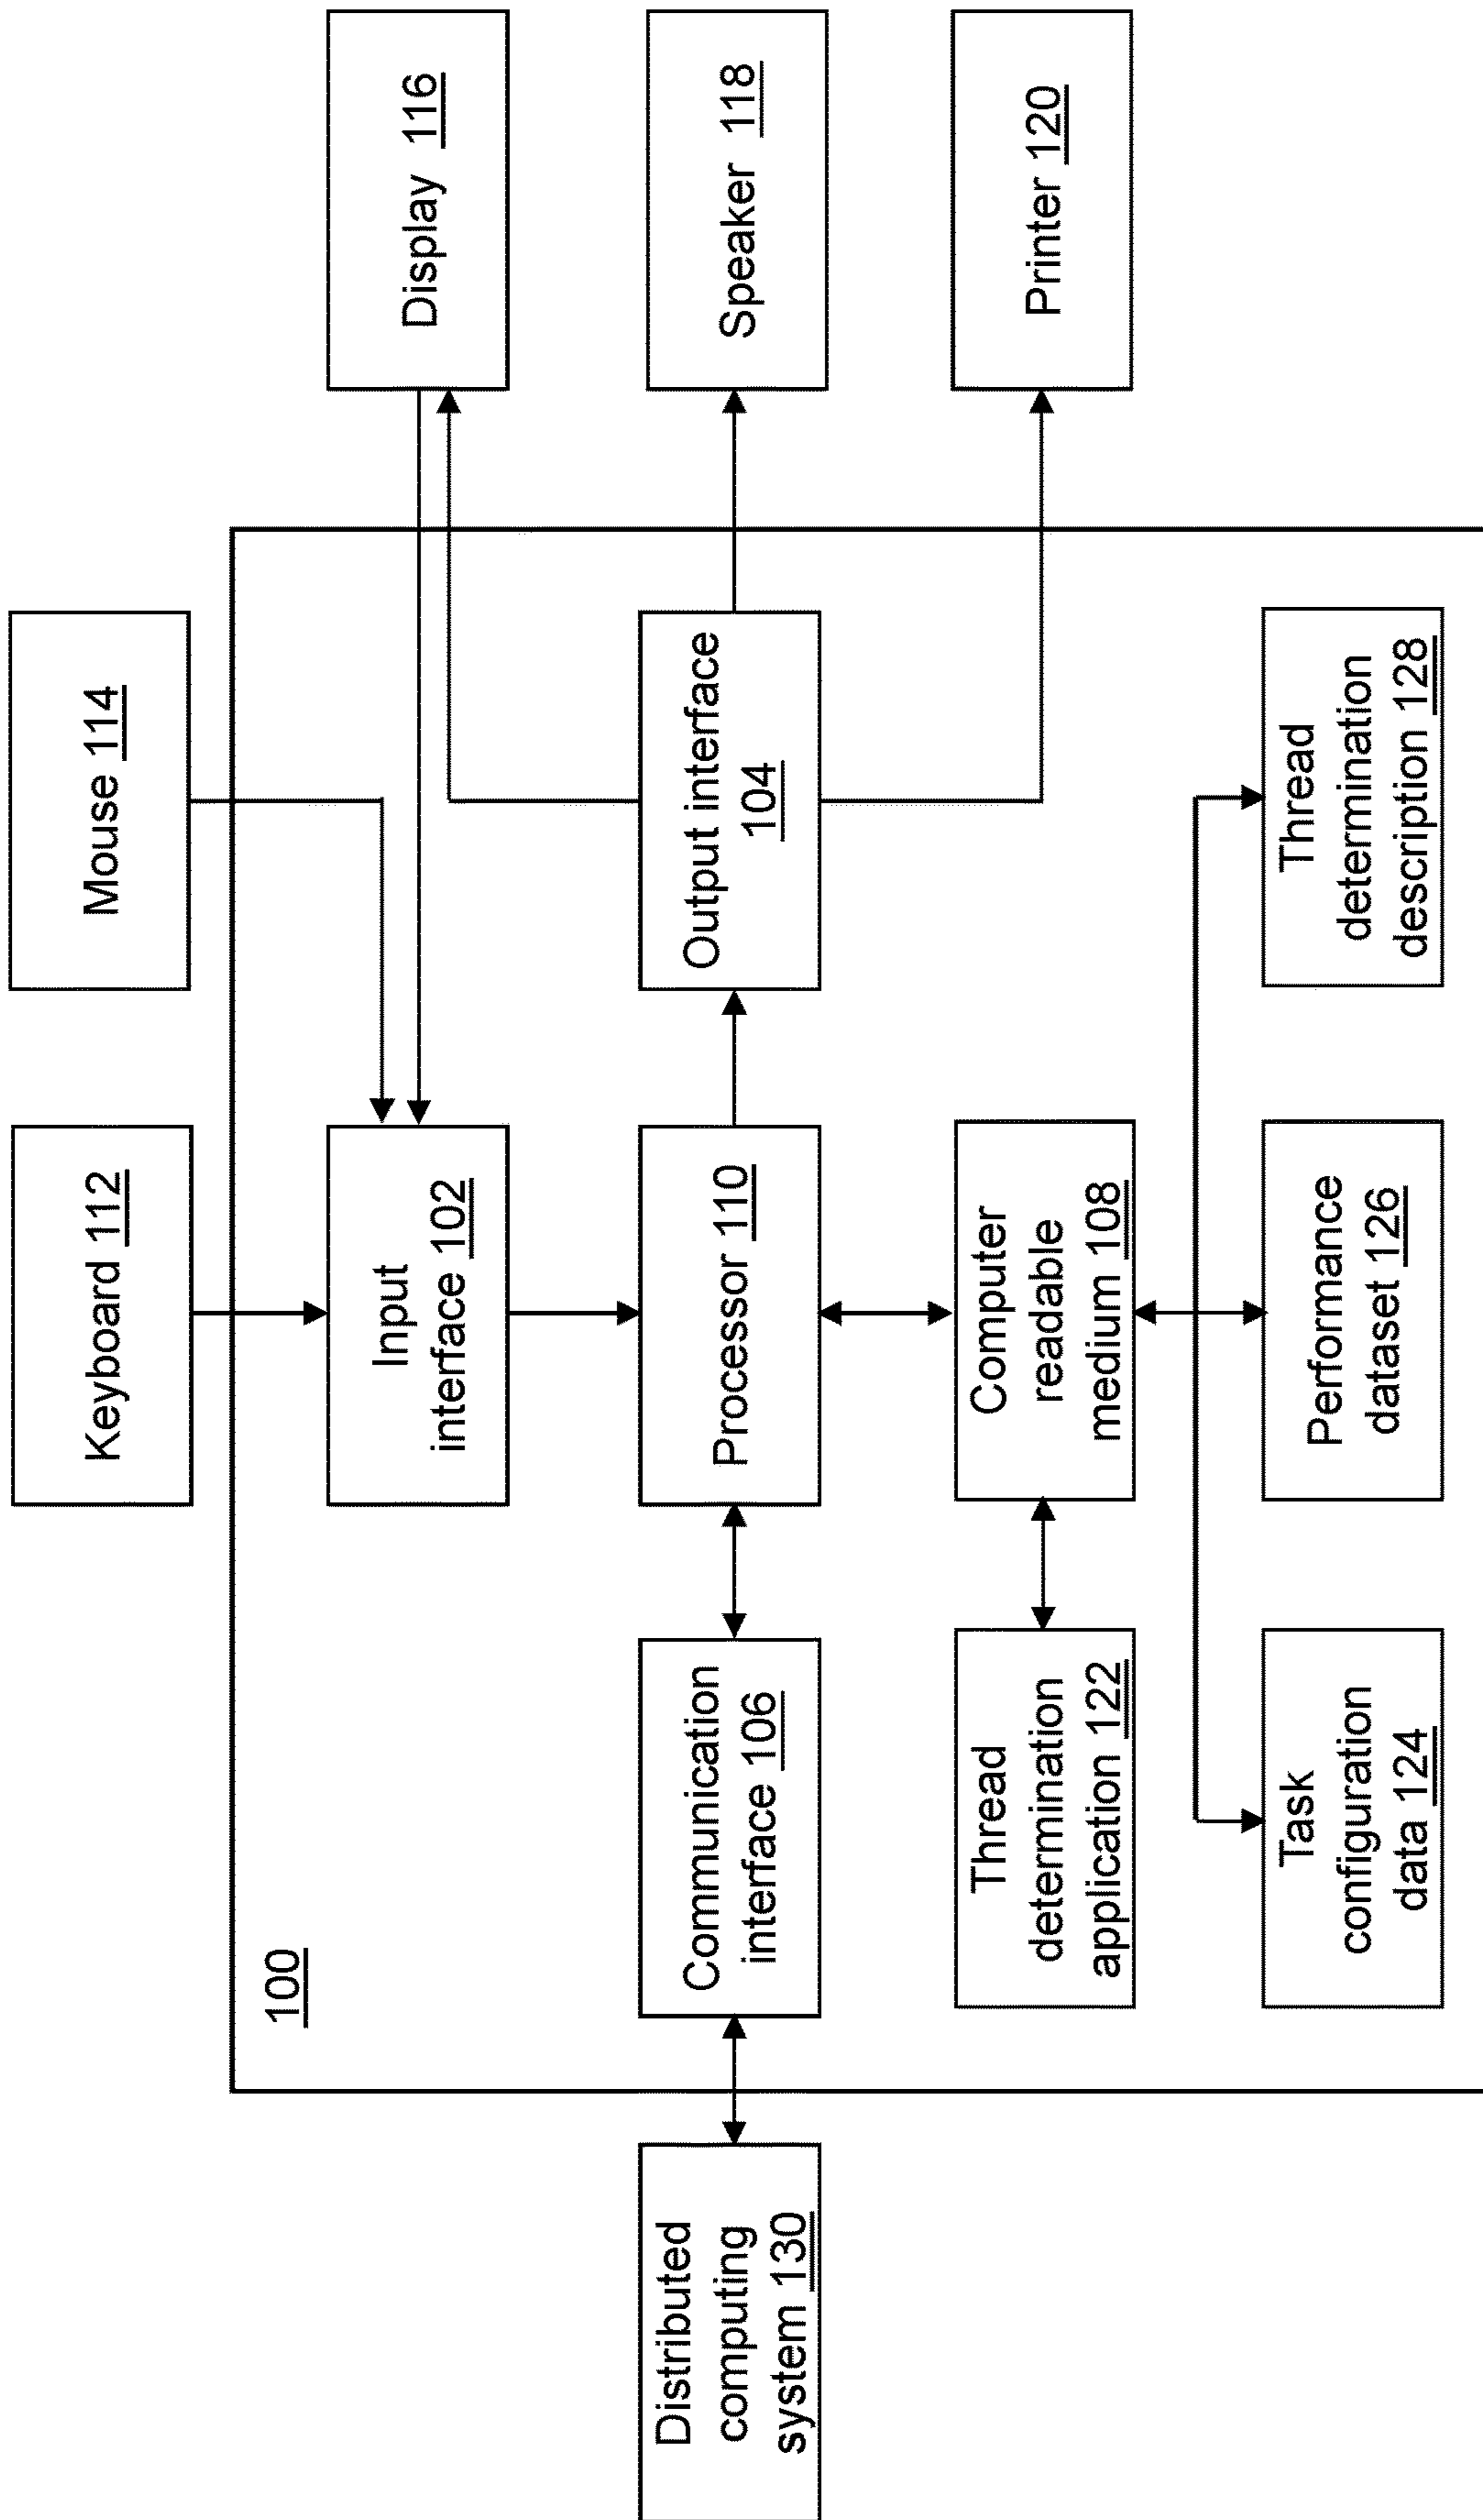 Keyboard 112
Mouse 114
100
Input
interface 102
Display 116
Distributed
computing
system 130
Communication
interface 106
Processor 110
Output interface
104
Speaker 118
Thread
determination
application 122
Computer
readable
medium 108
Printer 120
Task
configuration
data 124
Performance
dataset 126
Thread
determination
description 128